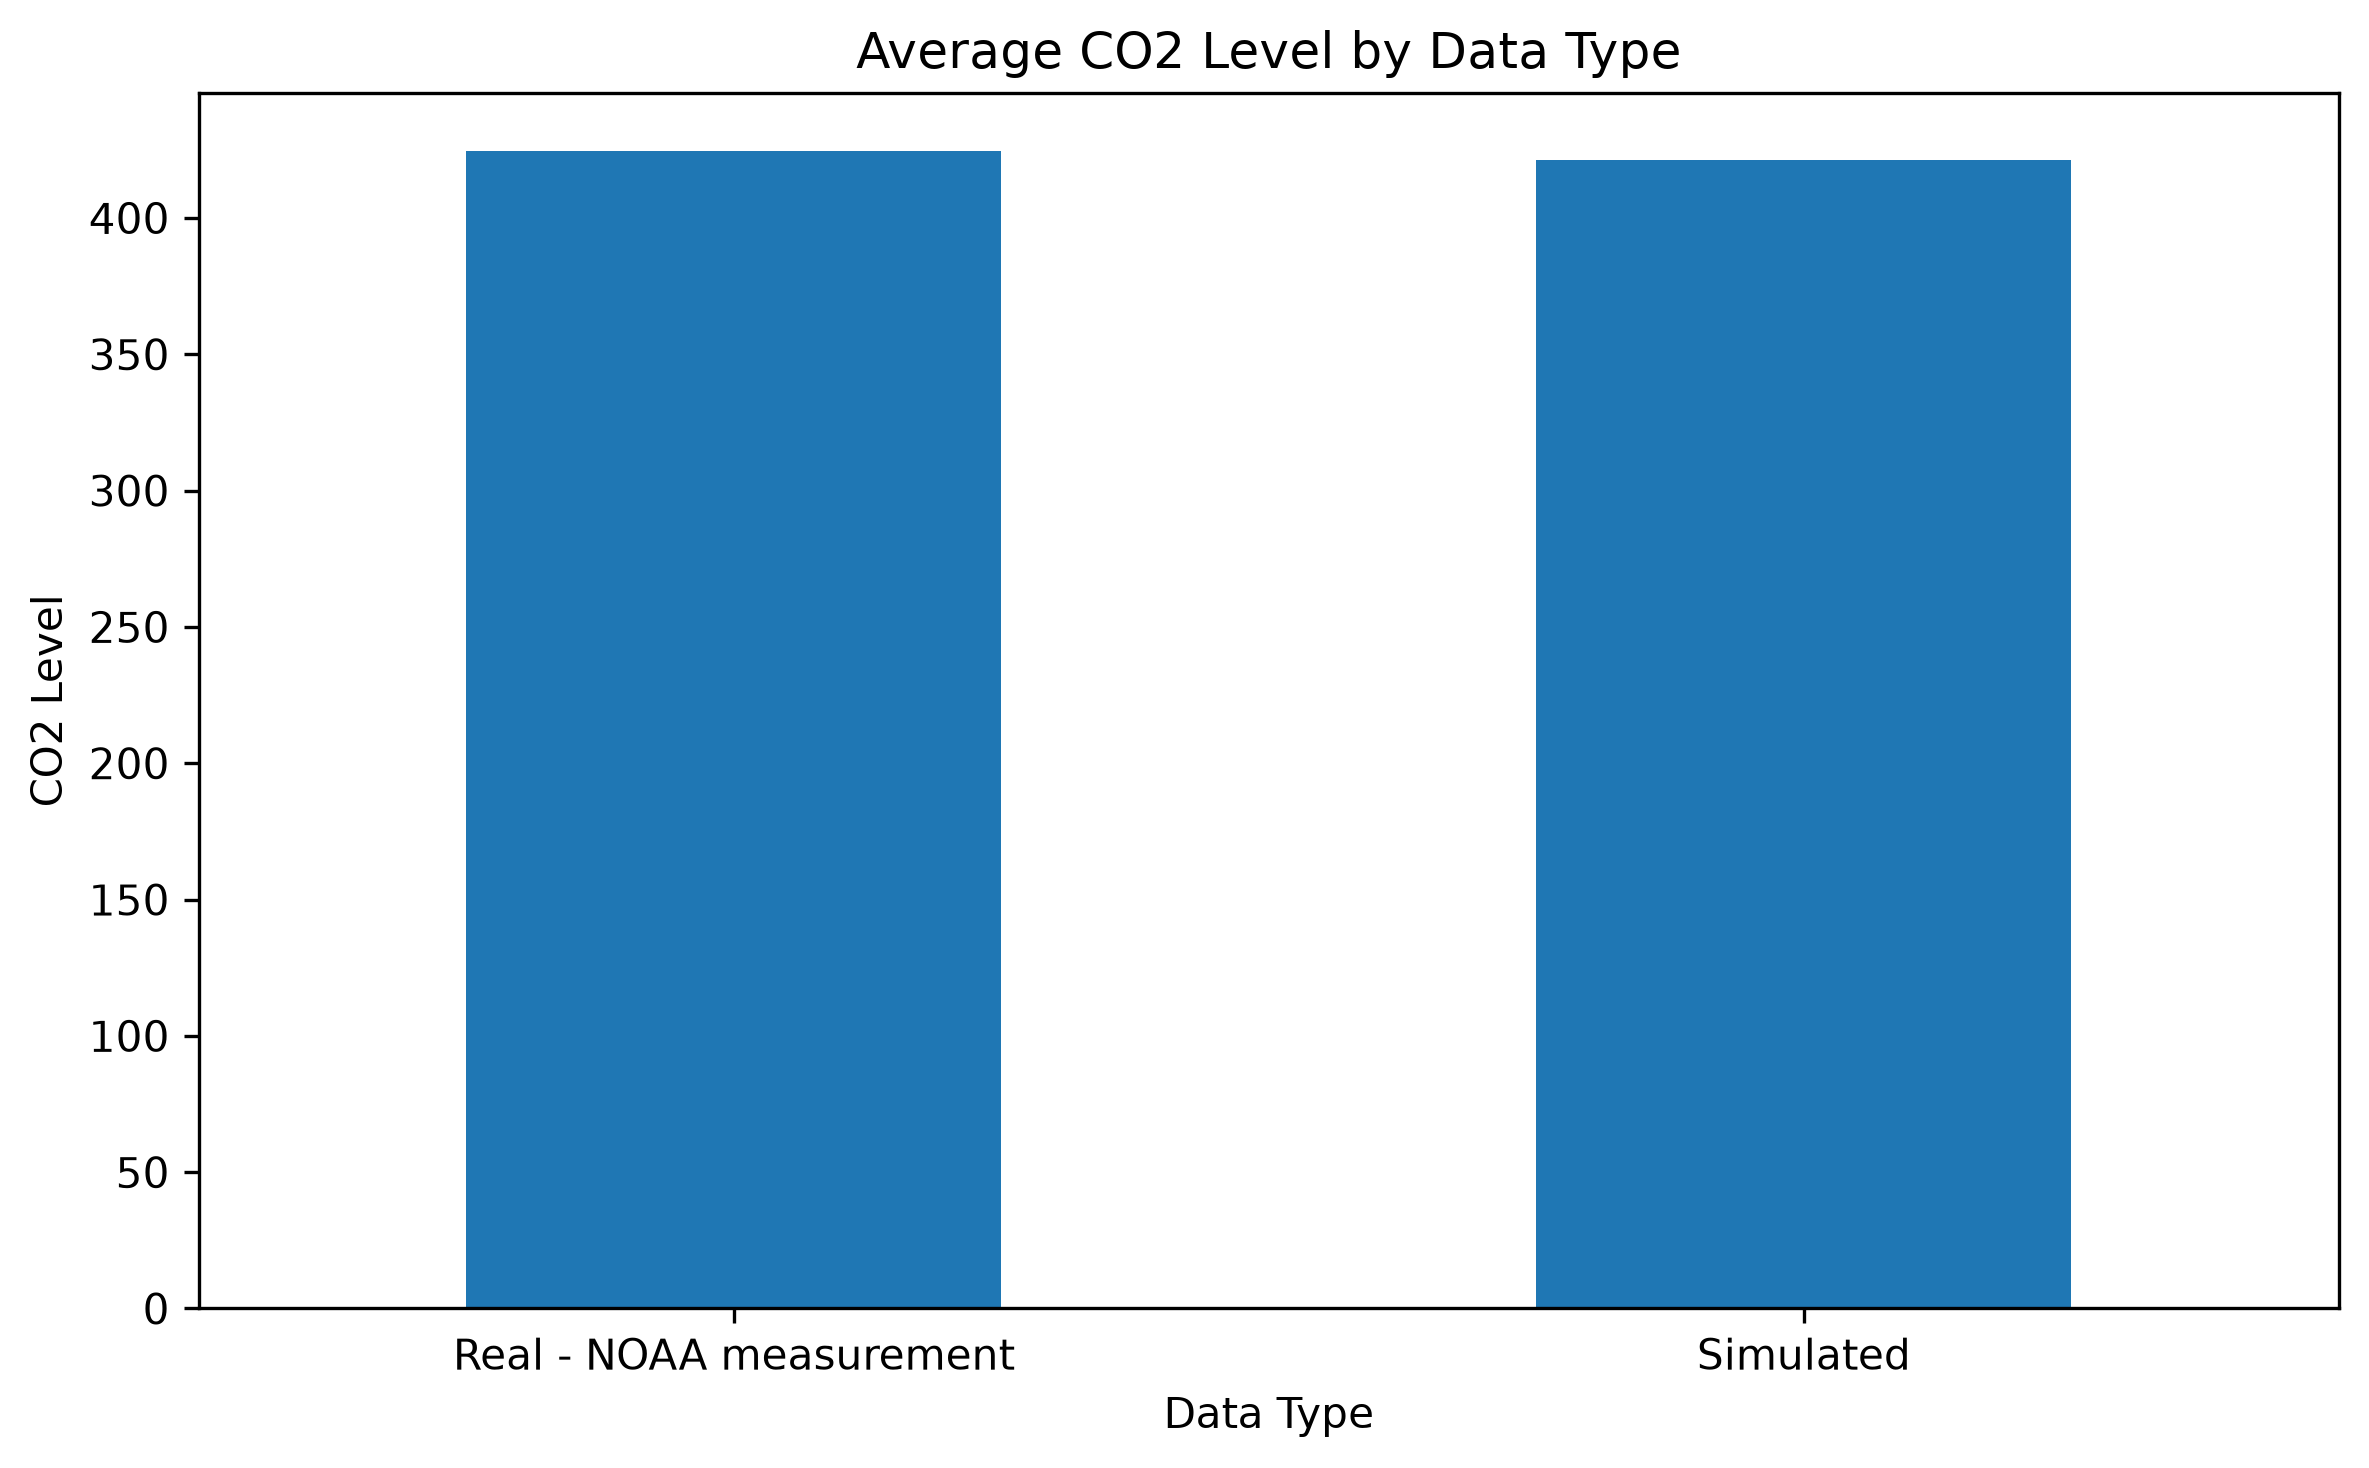 Average CO2 Level by Data Type
CO2 Level
400
350
300
250
200
150
100
50
0
Real - NOAA measurement
Simulated
Data Type